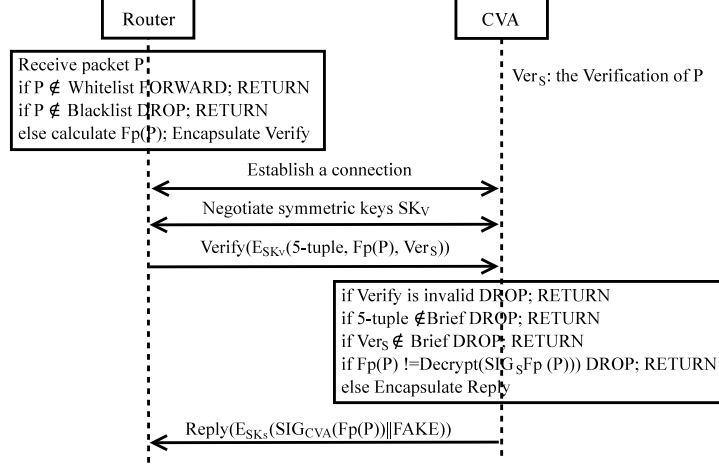 Router
CVA
Receive packet P
if P ∉ Whitelist FORWARD; RETURN
if P ∉ Blacklist DROP; RETURN
else calculate Fp(P); Encapsulate Verify
VerS: the Verification of P
Establish a connection
Negotiate symmetric keys SKV
Verify(ESKV(5-tuple, Fp(P), VerS))
if Verify is invalid DROP; RETURN
if 5-tuple ∉Brief DROP; RETURN
if VerS ∉ Brief DROP; RETURN
if Fp(P) !=Decrypt(SIGSFp (P))) DROP; RETURN
else Encapsulate Reply
Reply(ESKs(SIGCVA(Fp(P))||FAKE))